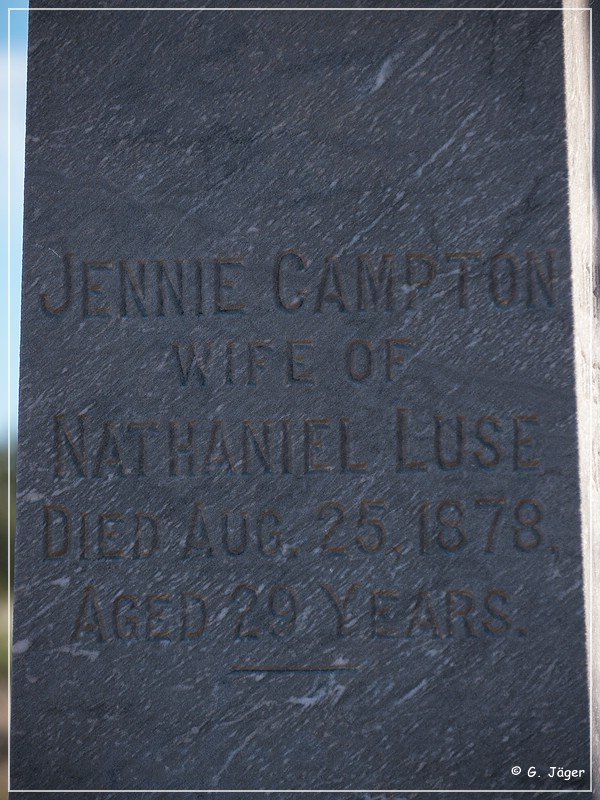 JENNIE CAMPTON
WIFE OF
NATHANIEL LUSE
DIED AUG. 25, 1878,
AGED 29 YEARS.
© G. Jäger